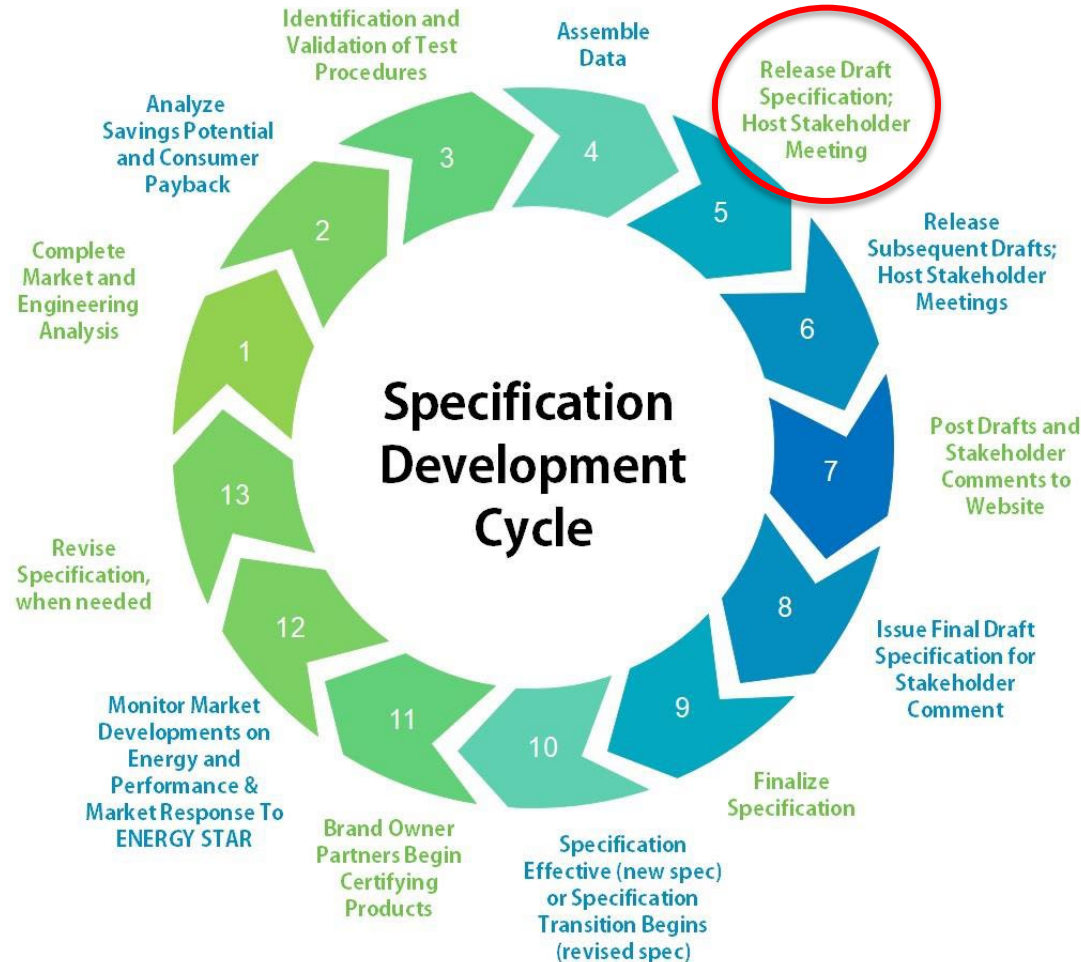 Specification
Development
Cycle
1
Complete
Market and
Engineering
Analysis
2
Analyze
Savings Potential
and Consumer
Payback
3
Identification and
Validation of Test
Procedures
4
Assemble
Data
5
Release Draft
Specification;
Host Stakeholder
Meeting
6
Release
Subsequent Drafts;
Host Stakeholder
Meetings
7
Post Drafts and
Stakeholder
Comments to
Website
8
Issue Final Draft
Specification for
Stakeholder
Comment
9
Finalize
Specification
10
Specification
Effective (new spec)
or Specification
Transition Begins
(revised spec)
11
Brand Owner
Partners Begin
Certifying
Products
12
Monitor Market
Developments on
Energy and
Performance &
Market Response To
ENERGY STAR
13
Revise
Specification,
when needed